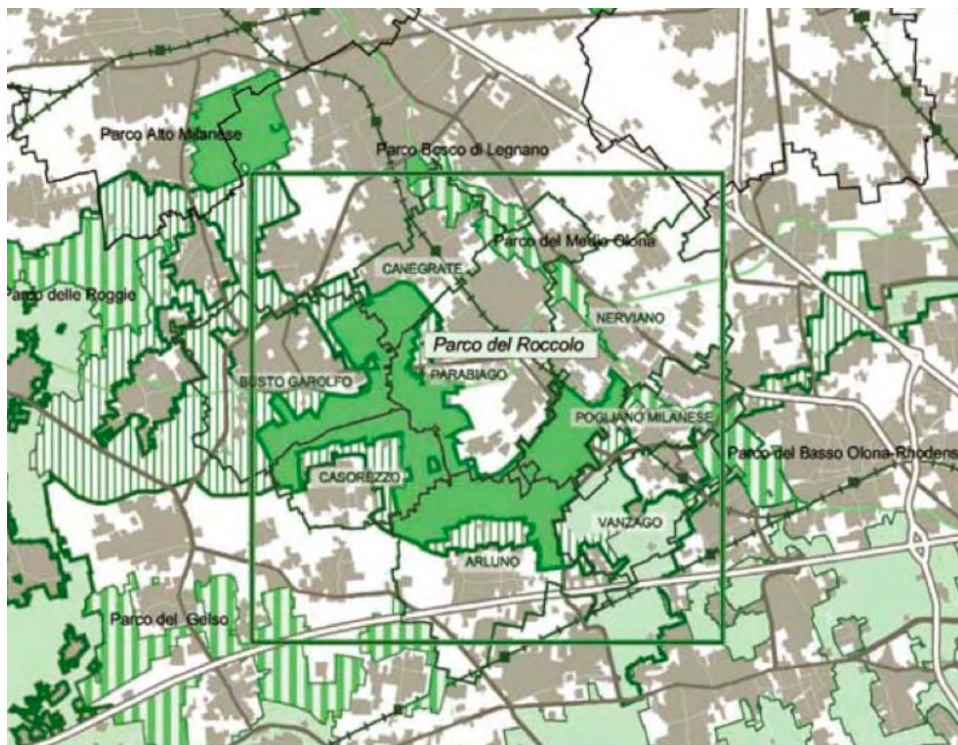 Parco Alto Milanese
Parco Bosco di Legnano
Parco del Medio Olona
CANEGRATE
Parco delle Roggie
NERVIANO
Parco del Roccolo
PARABIAGO
BUSTO GAROLFO
POGLIANO MILANESE
Parco del Basso Olona-Rhodens
CASOREZZO
VANZAGO
ARLUNO
Parco del Gelso